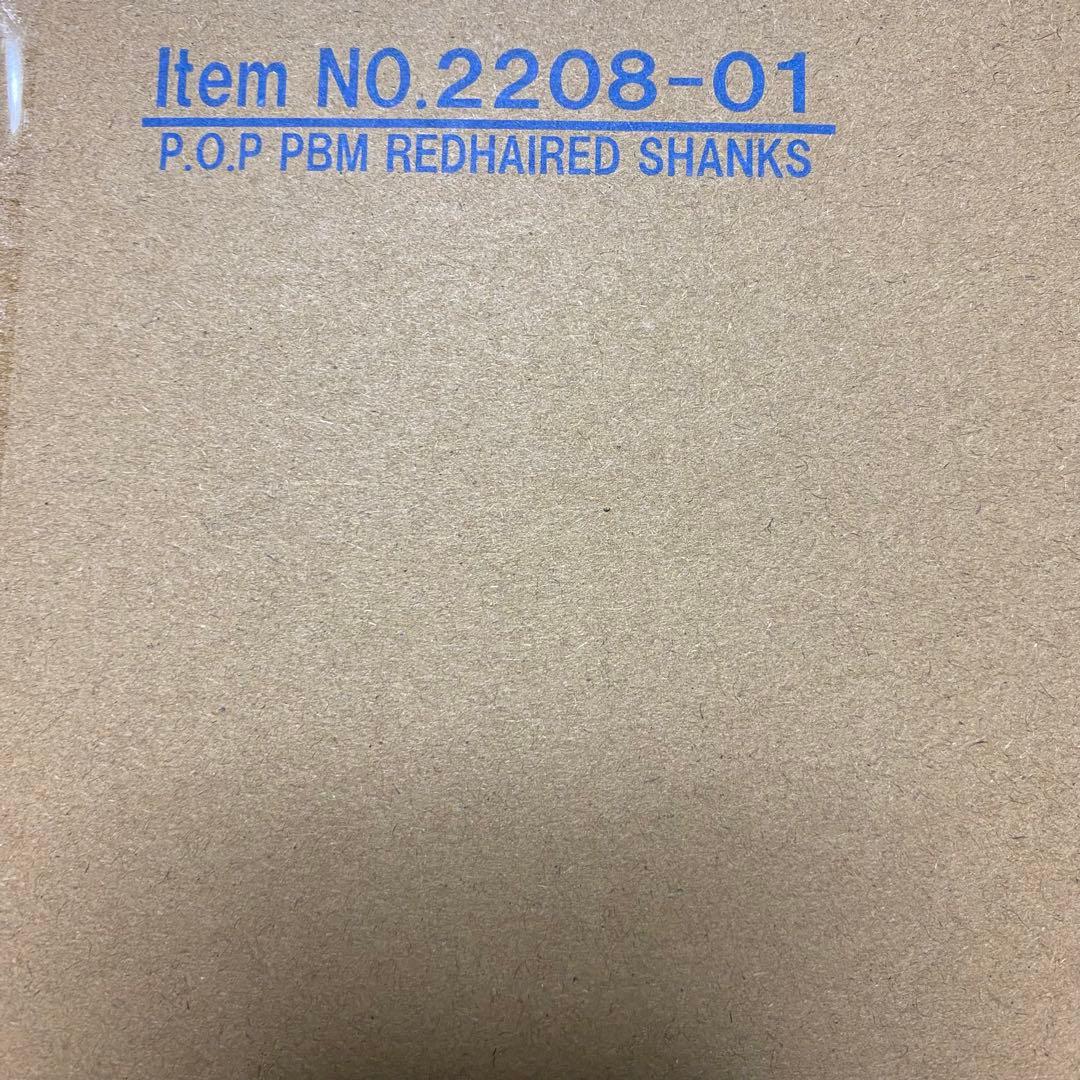 Item NO.2208-01
P.O.P PBM REDHAIRED SHANKS